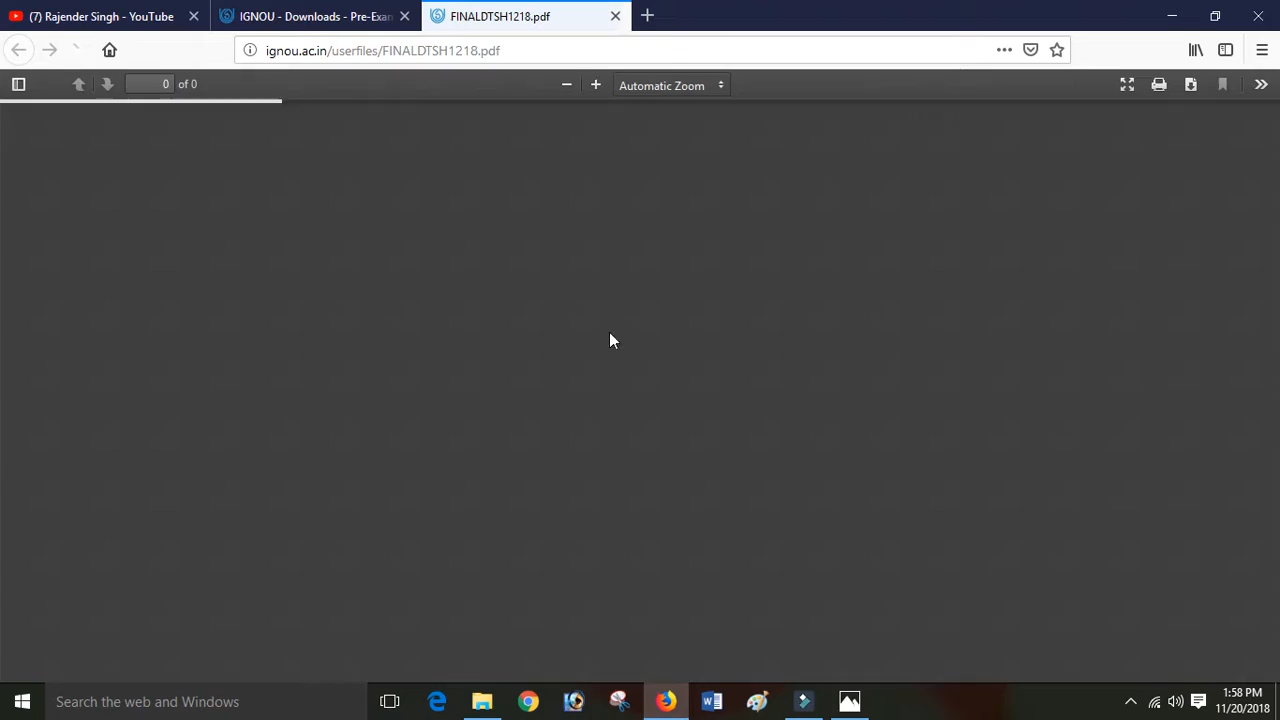 (7) Rajender Singh - YouTube
IGNOU - Downloads - Pre-Exam
FINALDTSH1218.pdf
ignou.ac.in/userfiles/FINALDTSH1218.pdf
0 of 0
Automatic Zoom
Search the web and Windows
1:58 PM
11/20/2018